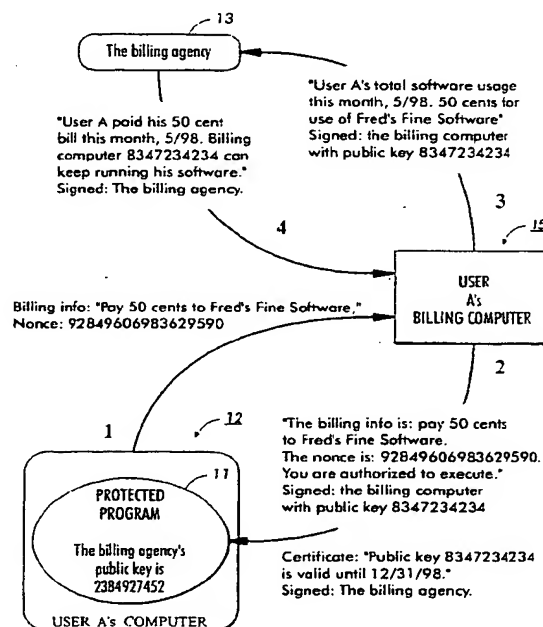 13
The billing agency
"User A's total software usage
this month, 5/98. 50 cents for
use of Fred's Fine Software"
Signed: the billing computer
with public key 8347234234
"User A paid his 50 cent
bill this month, 5/98. Billing
computer 8347234234 can
keep running his software."
Signed: The billing agency.
3
4
15
USER
A's
BILLING COMPUTER
Billing info: "Pay 50 cents to Fred's Fine Software,"
Nonce: 92849606983629590
2
1
12
"The billing info is: pay 50 cents
to Fred's Fine Software.
The nonce is: 92849606983629590.
You are authorized to execute."
Signed: the billing computer
with public key 8347234234
11
PROTECTED
PROGRAM
The billing agency's
public key is
2384927452
Certificate: "Public key 8347234234
is valid until 12/31/98."
Signed: The billing agency.
USER A's COMPUTER